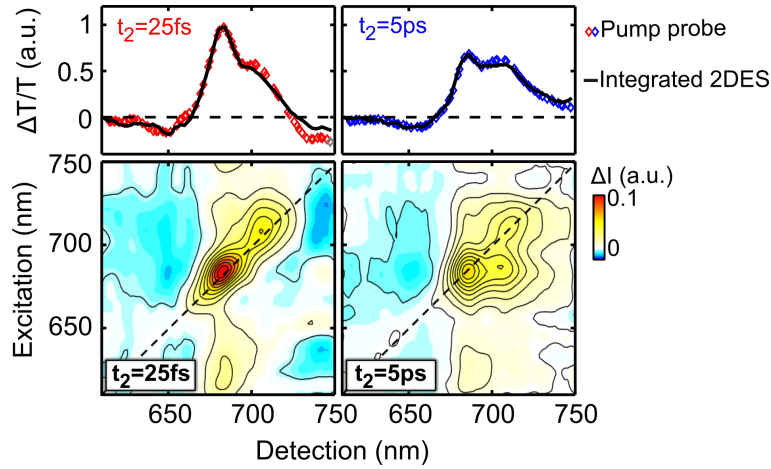 t2=25fs
t2=5ps
Pump probe
Integrated 2DES
ΔT/T (a.u.)
1
0.5
0
750
700
650
Excitation (nm)
t2=25fs
t2=5ps
ΔI (a.u.)
0.1
0
650
700
650
700
750
Detection (nm)